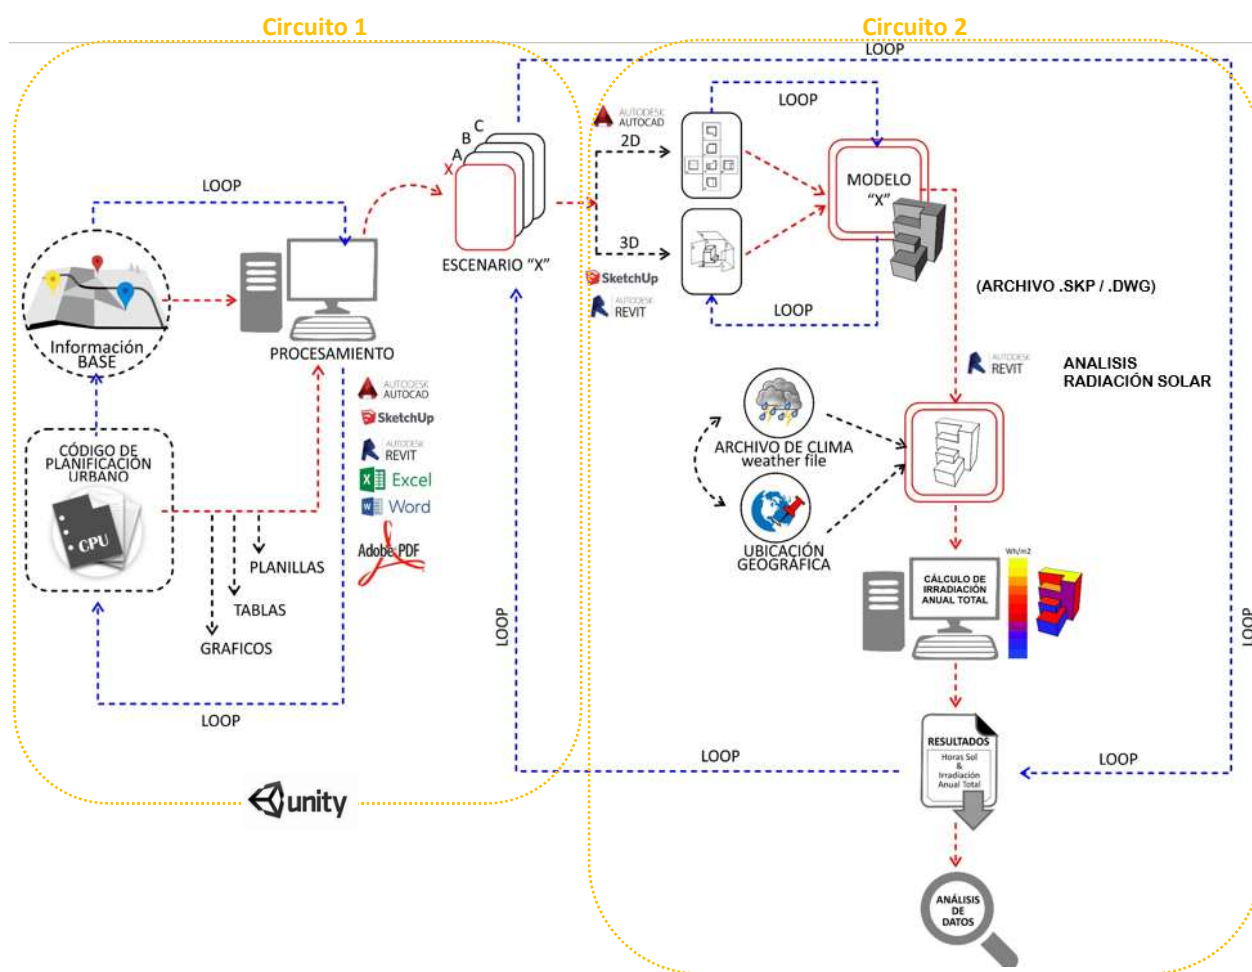 Circuito 1
LOOP
Información
BASE
PROCESAMIENTO
C
B
A
X
ESCENARIO "X"
CÓDIGO DE
PLANIFICACIÓN
URBANO
CPU
PLANILLAS
TABLAS
GRAFICOS
AUTODESK
AUTOCAD
SketchUp
AUTODESK
REVIT
Excel
Word
Adobe PDF
LOOP
unity
Circuito 2
LOOP
AUTODESK
AUTOCAD
2D
3D
SketchUp
AUTODESK
REVIT
LOOP
MODELO
"X"
LOOP
(ARCHIVO .SKP / .DWG)
AUTODESK
REVIT
ANALISIS
RADIACIÓN SOLAR
ARCHIVO DE CLIMA
weather file
UBICACIÓN
GEOGRÁFICA
CÁLCULO DE
IRRADIACIÓN
ANUAL TOTAL
Wh/m2
LOOP
LOOP
RESULTADOS
Horas Sol
&
Irradiación
Anual Total
LOOP
LOOP
ANÁLISIS
DE
DATOS